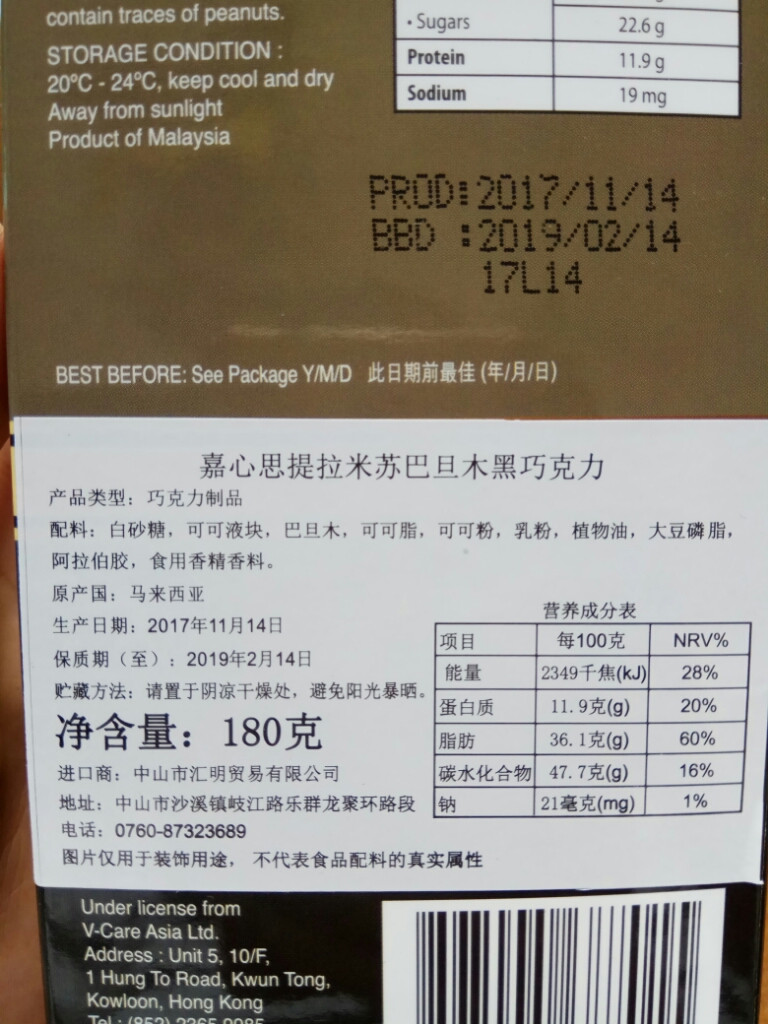 contain traces of peanuts.
STORAGE CONDITION :
20ºC - 24ºC, keep cool and dry
Away from sunlight
Product of Malaysia
• Sugars 22.6 g
Protein 11.9 g
Sodium 19 mg
PROD:2017/11/14
BBD :2019/02/14
17L14
BEST BEFORE: See Package Y/M/D 此日期前最佳 (年/月/日)
嘉心思提拉米苏巴旦木黑巧克力
产品类型：巧克力制品
配料：白砂糖，可可液块，巴旦木，可可脂，可可粉，乳粉，植物油，大豆磷脂，
阿拉伯胶，食用香精香料。
原产国：马来西亚
生产日期：2017年11月14日
保质期（至）：2019年2月14日
贮藏方法：请置于阴凉干燥处，避免阳光暴晒。
净含量：180克
进口商：中山市汇明贸易有限公司
地址：中山市沙溪镇岐江路乐群龙聚环路段
电话：0760-87323689
图片仅用于装饰用途，不代表食品配料的真实属性
营养成分表
项目 每100克 NRV%
能量 2349千焦(kJ) 28%
蛋白质 11.9克(g) 20%
脂肪 36.1克(g) 60%
碳水化合物 47.7克(g) 16%
钠 21毫克(mg) 1%
Under license from
V-Care Asia Ltd.
Address : Unit 5, 10/F,
1 Hung To Road, Kwun Tong,
Kowloon, Hong Kong
Tel : (852) 2365 9985